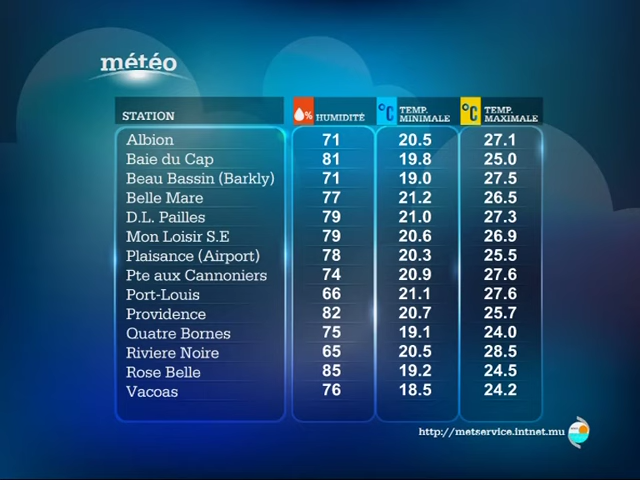 météo
STATION % HUMIDITÉ °C TEMP. MINIMALE °C TEMP. MAXIMALE
Albion 71 20.5 27.1
Baie du Cap 81 19.8 25.0
Beau Bassin (Barkly) 71 19.0 27.5
Belle Mare 77 21.2 26.5
D.L. Pailles 79 21.0 27.3
Mon Loisir S.E 79 20.6 26.9
Plaisance (Airport) 78 20.3 25.5
Pte aux Cannoniers 74 20.9 27.6
Port-Louis 66 21.1 27.6
Providence 82 20.7 25.7
Quatre Bornes 75 19.1 24.0
Riviere Noire 65 20.5 28.5
Rose Belle 85 19.2 24.5
Vacoas 76 18.5 24.2
http://metservice.intnet.mu